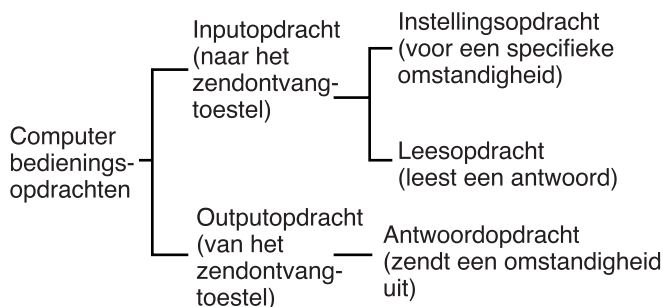 Computer
bedienings-
opdrachten
Inputopdracht
(naar het
zendontvang-
toestel)
Instellingsopdracht
(voor een specifieke
omstandigheid)
Leesopdracht
(leest een antwoord)
Outputopdracht
(van het
zendontvang-
toestel)
Antwoordopdracht
(zendt een omstandigheid
uit)